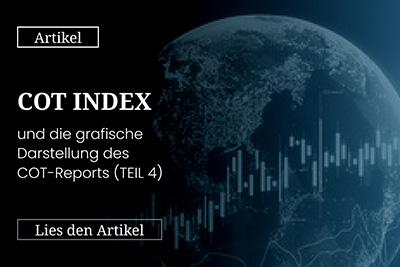 Artikel
COT INDEX
und die grafische
Darstellung des
COT-Reports (TEIL 4)
Lies den Artikel